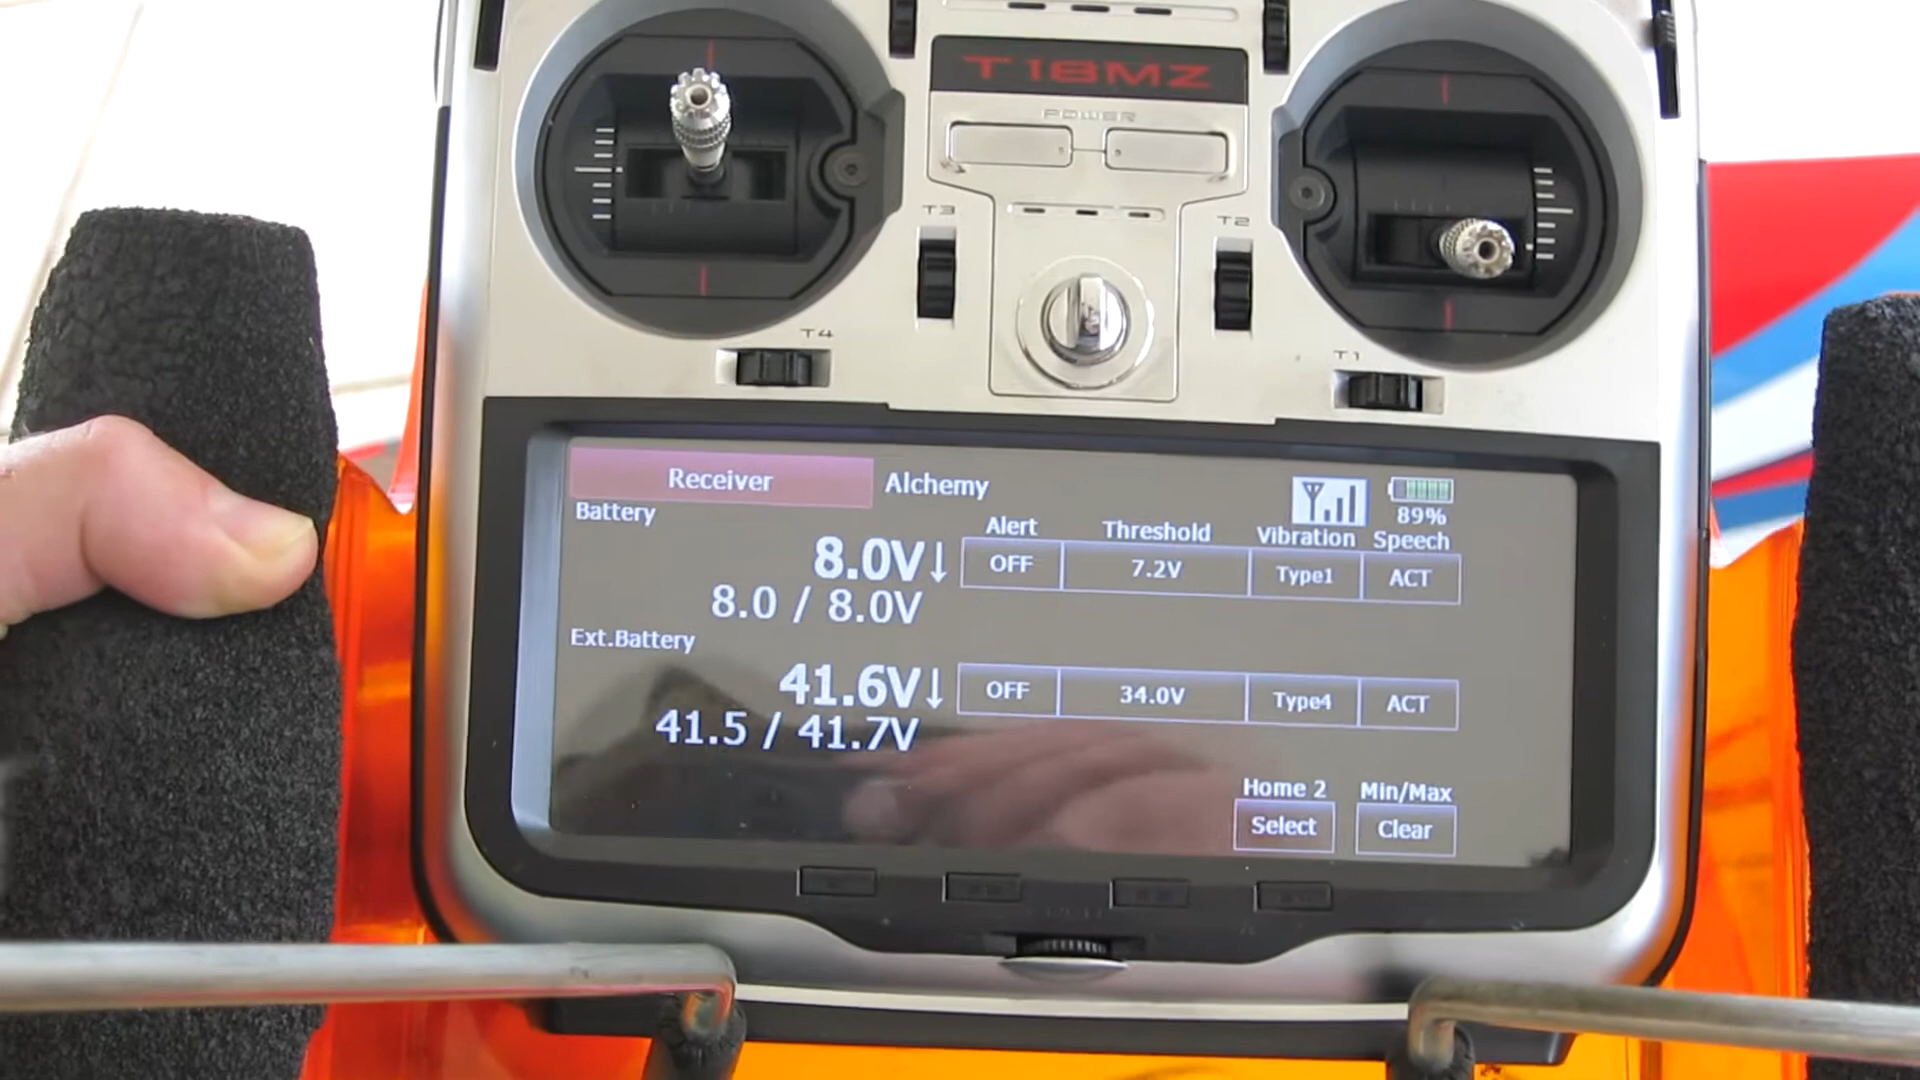 T18MZ
POWER
T3
T2
T4
T1
Receiver
Alchemy
89%
Battery
Alert
Threshold
Vibration
Speech
8.0V↓
OFF
7.2V
Type1
ACT
8.0 / 8.0V
Ext.Battery
41.6V↓
OFF
34.0V
Type4
ACT
41.5 / 41.7V
Home 2
Min/Max
Select
Clear